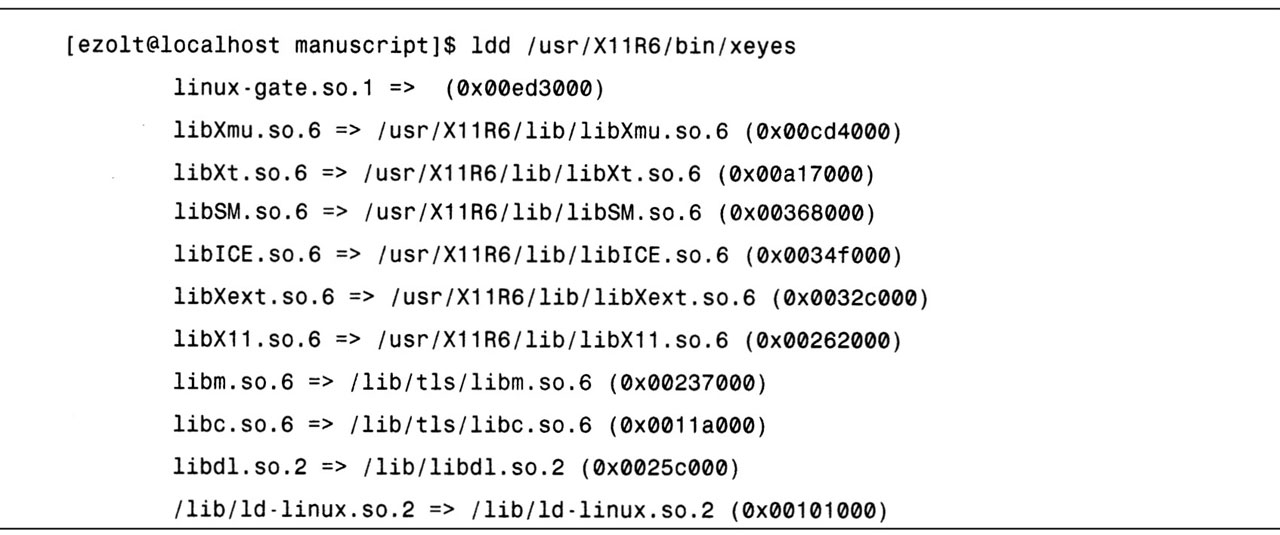 [ezolt@localhost manuscript]$ ldd /usr/X11R6/bin/xeyes
linux-gate.so.1 =>  (0x00ed3000)
libXmu.so.6 => /usr/X11R6/lib/libXmu.so.6 (0x00cd4000)
libXt.so.6 => /usr/X11R6/lib/libXt.so.6 (0x00a17000)
libSM.so.6 => /usr/X11R6/lib/libSM.so.6 (0x00368000)
libICE.so.6 => /usr/X11R6/lib/libICE.so.6 (0x0034f000)
libXext.so.6 => /usr/X11R6/lib/libXext.so.6 (0x0032c000)
libX11.so.6 => /usr/X11R6/lib/libX11.so.6 (0x00262000)
libm.so.6 => /lib/tls/libm.so.6 (0x00237000)
libc.so.6 => /lib/tls/libc.so.6 (0x0011a000)
libdl.so.2 => /lib/libdl.so.2 (0x0025c000)
/lib/ld-linux.so.2 => /lib/ld-linux.so.2 (0x00101000)